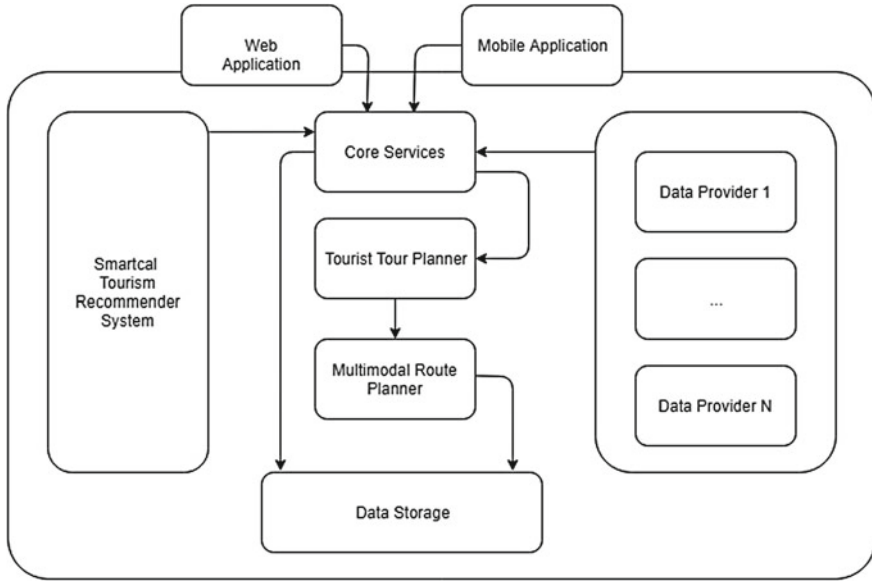 Web
Application
Mobile Application
Core Services
Data Provider 1
Tourist Tour Planner
Smartcal
Tourism
Recommender
System
...
Multimodal Route
Planner
Data Provider N
Data Storage